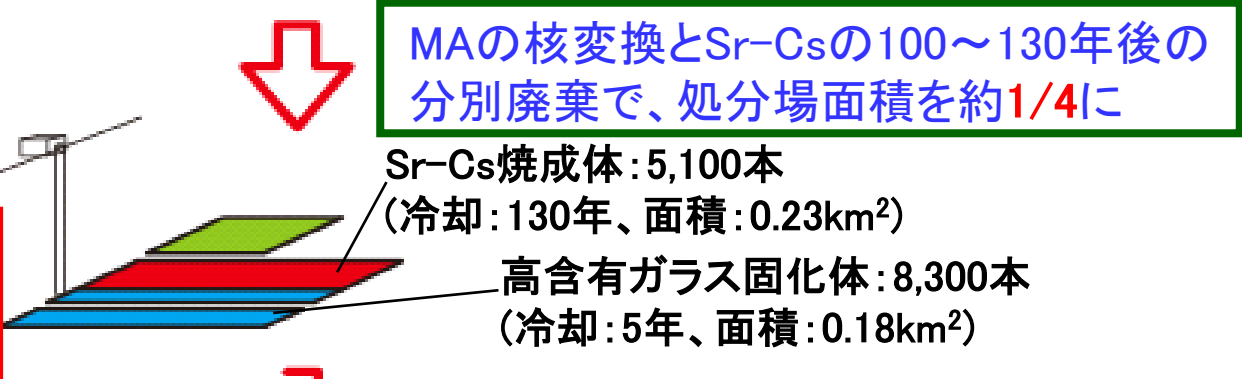 MAの核変換とSr-Csの100～130年後の
分別廃棄で、処分場面積を約1/4に
Sr-Cs焼成体：5,100本
(冷却：130年、面積：0.23km²)
高含有ガラス固化体：8,300本
(冷却：5年、面積：0.18km²)